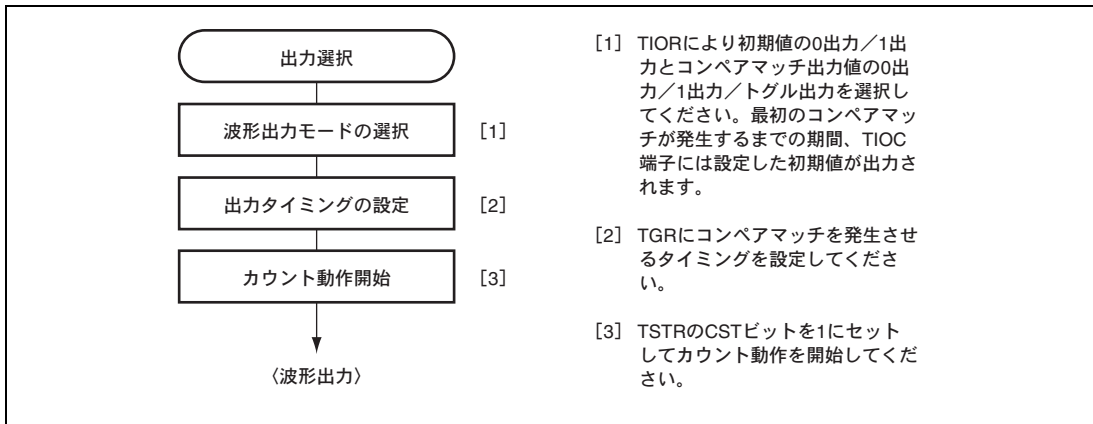 出力選択
波形出力モードの選択 [1]
出力タイミングの設定 [2]
カウント動作開始 [3]
〈波形出力〉
[1] TIORにより初期値の0出力／1出
力とコンペアマッチ出力値の0出
力／1出力／トグル出力を選択し
てください。最初のコンペアマッ
チが発生するまでの期間、TIOC
端子には設定した初期値が出力さ
れます。
[2] TGRにコンペアマッチを発生させ
るタイミングを設定してくださ
い。
[3] TSTRのCSTビットを1にセット
してカウント動作を開始してくだ
さい。